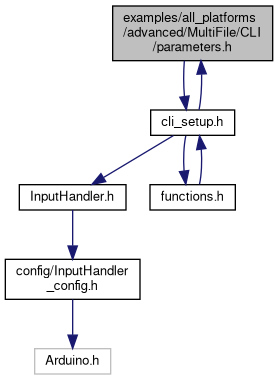 examples/all_platforms
/advanced/MultiFile/CLI
/parameters.h
cli_setup.h
InputHandler.h
functions.h
config/InputHandler
_config.h
Arduino.h